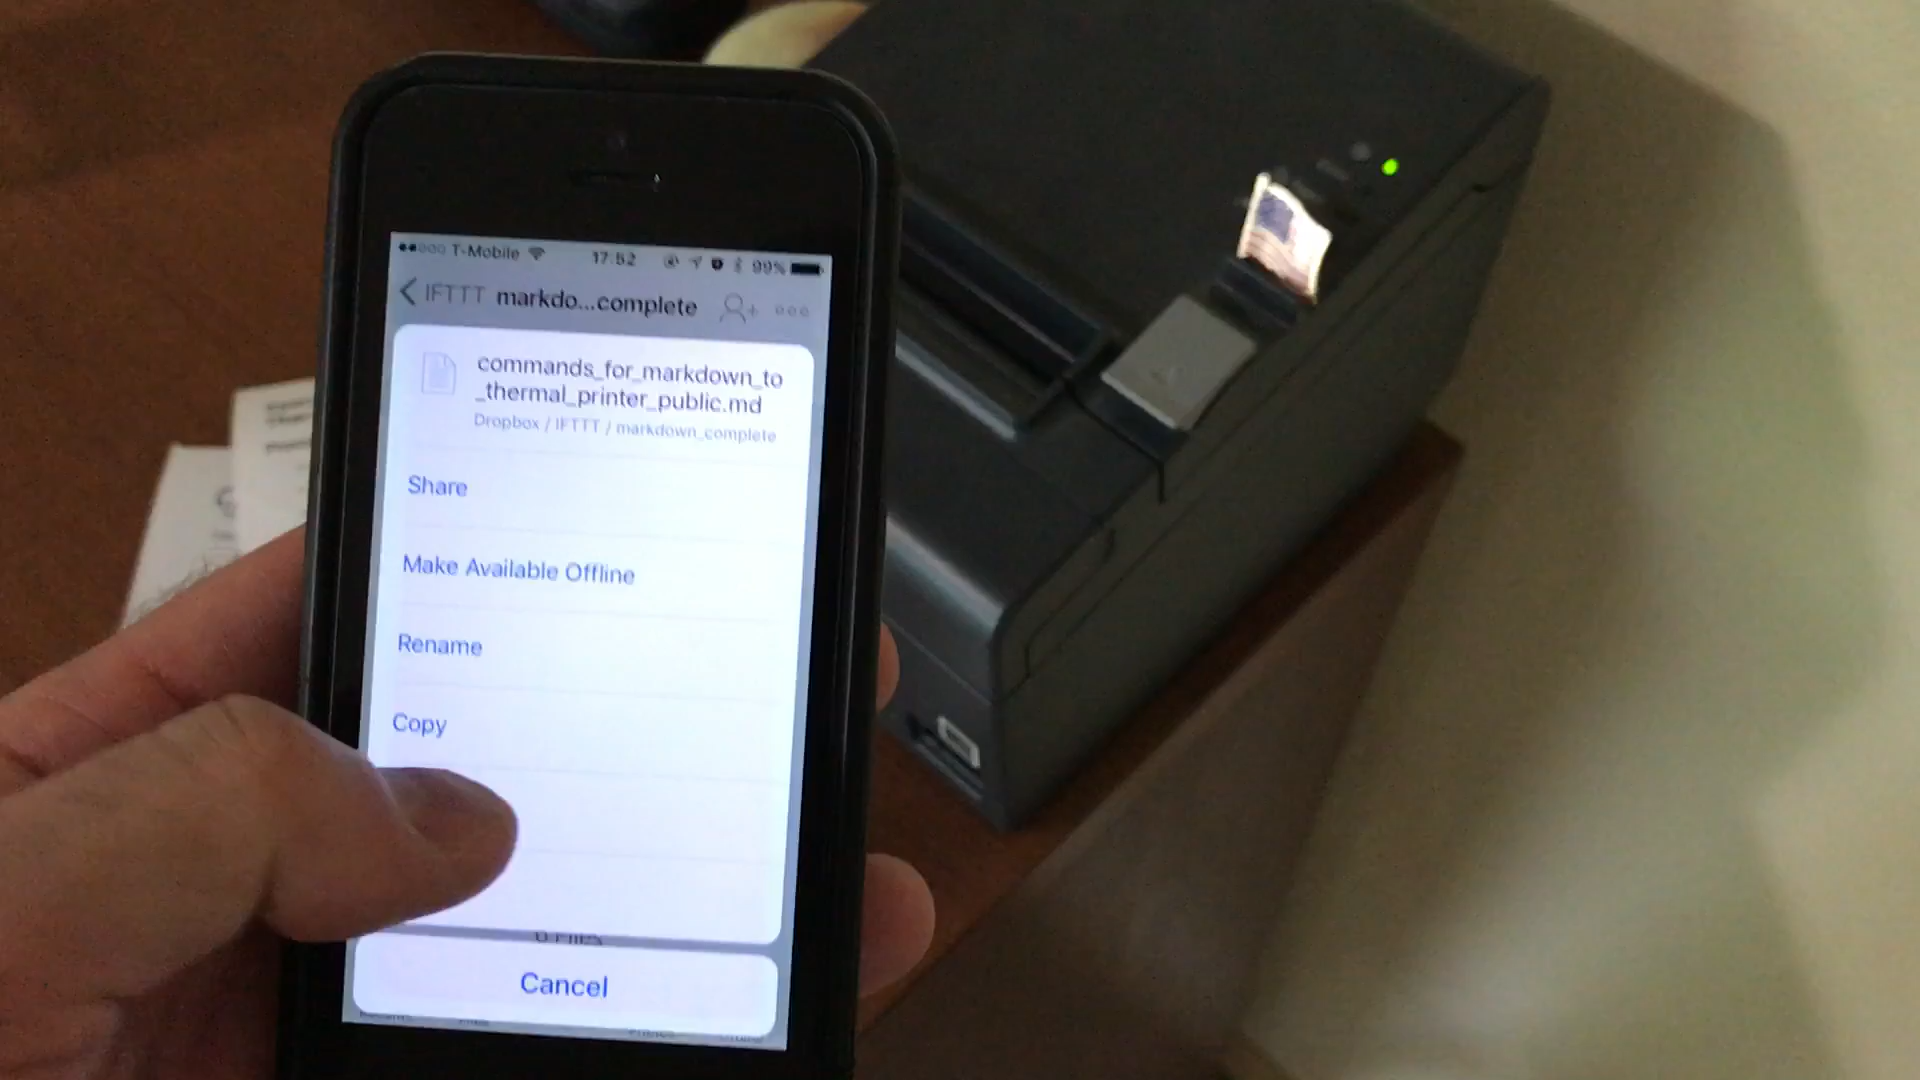 T-Mobile 17:52 99%
IFTTT markdo...complete
commands_for_markdown_to
_thermal_printer_public.md
Dropbox / IFTTT / markdown_complete
Share
Make Available Offline
Rename
Copy
Cancel